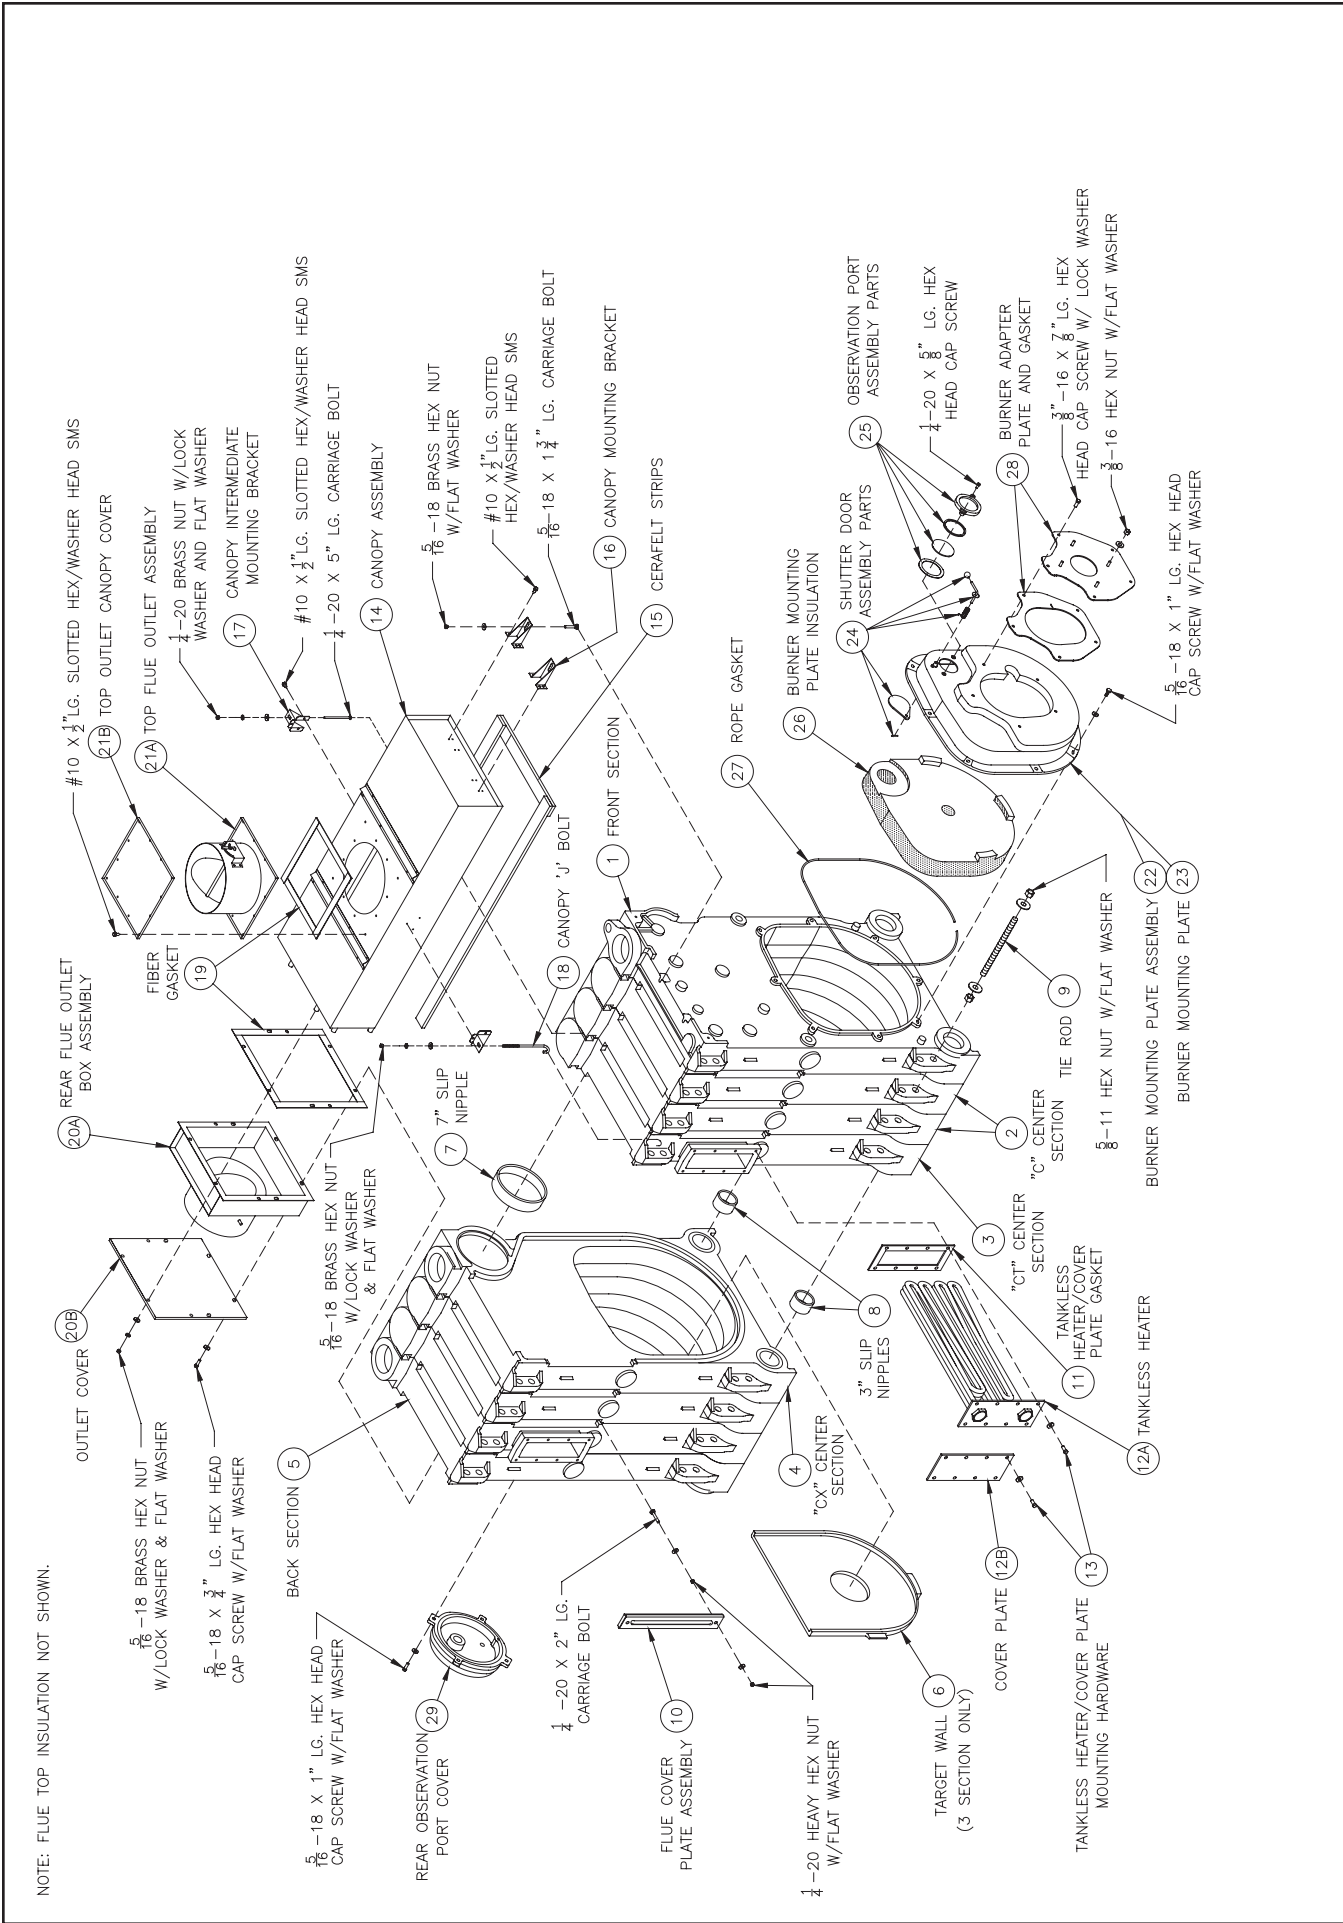 NOTE: FLUE TOP INSULATION NOT SHOWN.
#10 X 1/2" LG. SLOTTED HEX/WASHER HEAD SMS
21B TOP OUTLET CANOPY COVER
21A TOP FLUE OUTLET ASSEMBLY
1/4-20 BRASS NUT W/LOCK
WASHER AND FLAT WASHER
17 CANOPY INTERMEDIATE
MOUNTING BRACKET
#10 X 1/2" LG. SLOTTED HEX/WASHER HEAD SMS
1/4-20 X 5" LG. CARRIAGE BOLT
14 CANOPY ASSEMBLY
5/16-18 BRASS HEX NUT
W/FLAT WASHER
#10 X 1/2" LG. SLOTTED
HEX/WASHER HEAD SMS
5/16-18 X 1 3/4" LG. CARRIAGE BOLT
16 CANOPY MOUNTING BRACKET
15 CERAFELT STRIPS
20A REAR FLUE OUTLET
BOX ASSEMBLY
FIBER
GASKET
19
18 CANOPY 'J' BOLT
1 FRONT SECTION
27 ROPE GASKET
26 BURNER MOUNTING
PLATE INSULATION
24 SHUTTER DOOR
ASSEMBLY PARTS
25 OBSERVATION PORT
ASSEMBLY PARTS
1/4-20 X 5/8" LG. HEX
HEAD CAP SCREW
28 BURNER ADAPTER
PLATE AND GASKET
3/8"-16 X 7/8" LG. HEX
HEAD CAP SCREW W/ LOCK WASHER
3/8-16 HEX NUT W/FLAT WASHER
5/16-18 X 1" LG. HEX HEAD
CAP SCREW W/FLAT WASHER
OUTLET COVER 20B
5/16-18 BRASS HEX NUT
W/LOCK WASHER & FLAT WASHER
5/16-18 X 3/4" LG. HEX HEAD
CAP SCREW W/FLAT WASHER
5/16-18 BRASS HEX NUT
W/LOCK WASHER
& FLAT WASHER
7 7" SLIP
NIPPLE
BACK SECTION 5
5/16-18 X 1" LG. HEX HEAD
CAP SCREW W/FLAT WASHER
REAR OBSERVATION 29
PORT COVER
1/4-20 X 2" LG.
CARRIAGE BOLT
FLUE COVER
PLATE ASSEMBLY 10
1/4-20 HEAVY HEX NUT
W/FLAT WASHER
4
"CX" CENTER
SECTION
8
3" SLIP
NIPPLES
3
"CT" CENTER
SECTION
2
"C" CENTER
SECTION
TIE ROD 9
5/8-11 HEX NUT W/FLAT WASHER
BURNER MOUNTING PLATE ASSEMBLY 22
BURNER MOUNTING PLATE 23
11 TANKLESS
HEATER/COVER
PLATE GASKET
12A TANKLESS HEATER
TARGET WALL 6
(3 SECTION ONLY)
COVER PLATE 12B
TANKLESS HEATER/COVER PLATE 13
MOUNTING HARDWARE